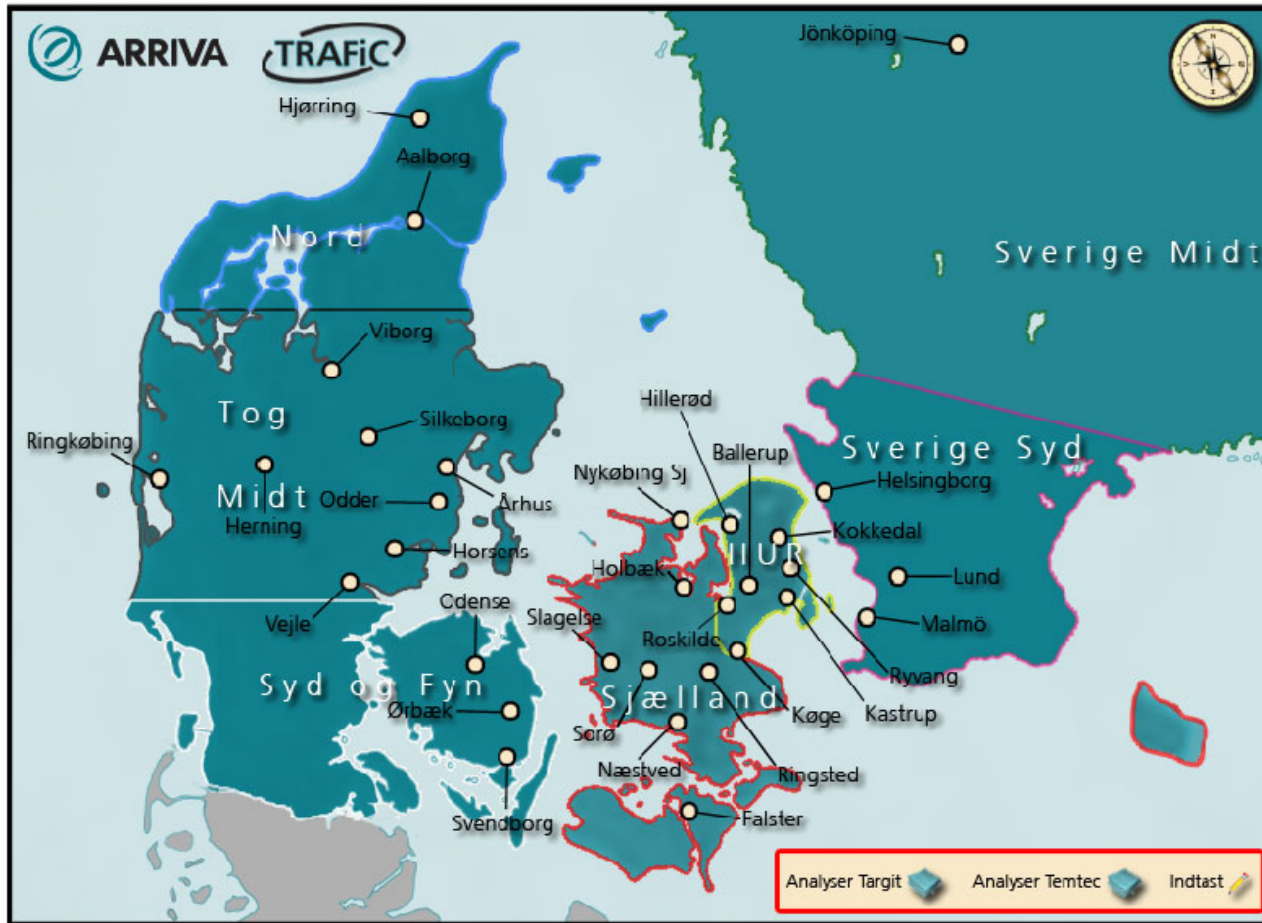 ARRIVA
TRAFiC
Jönköping
Hjørring
Aalborg
Nord
Sverige Midt
Viborg
Tog
Silkeborg
Hillerød
Ballerup
Sverige Syd
Ringkøbing
Nykøbing Sj
Helsingborg
Midt
Odder
Århus
Herning
Kokkedal
Horsens
HUR
Holbæk
Lund
Odense
Vejle
Slagelse
Malmö
Roskilde
Ryvang
Syd og Fyn
Sjælland
Ørbæk
Køge
Kastrup
Sorø
Næstved
Ringsted
Svendborg
Falster
Analyser Targit Analyser Temtec Indtast